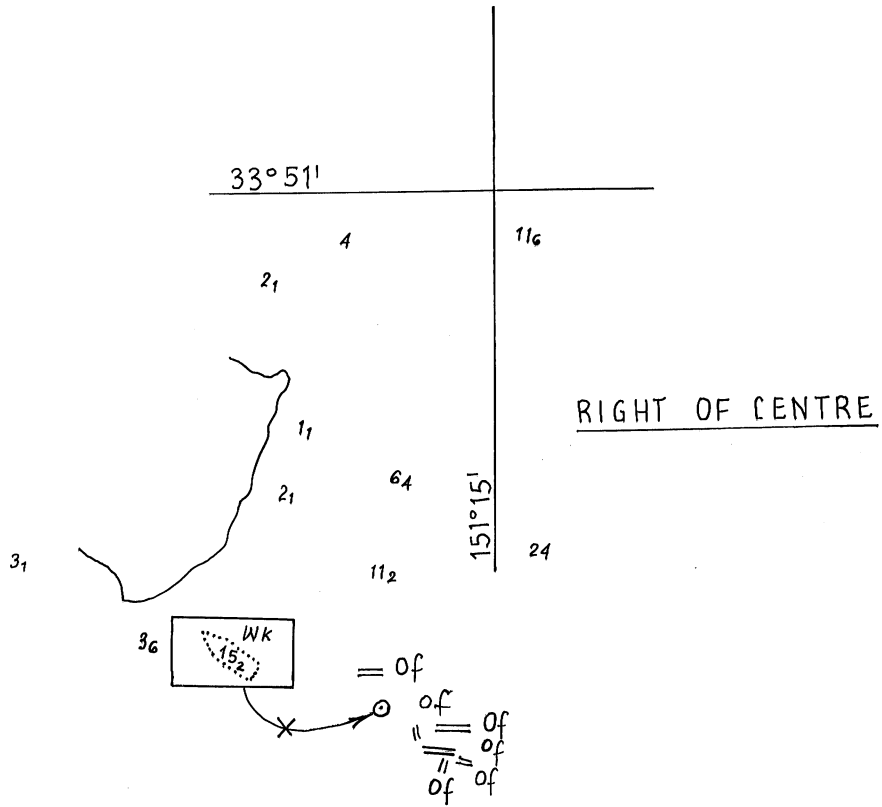 33°51'
4
11₆
2₁
RIGHT OF CENTRE
1₁
6₄
2₁
151°15'
24
3₁
11₂
3₆
Wk
15₂
= Of
Of
Of
Of
Of
Of